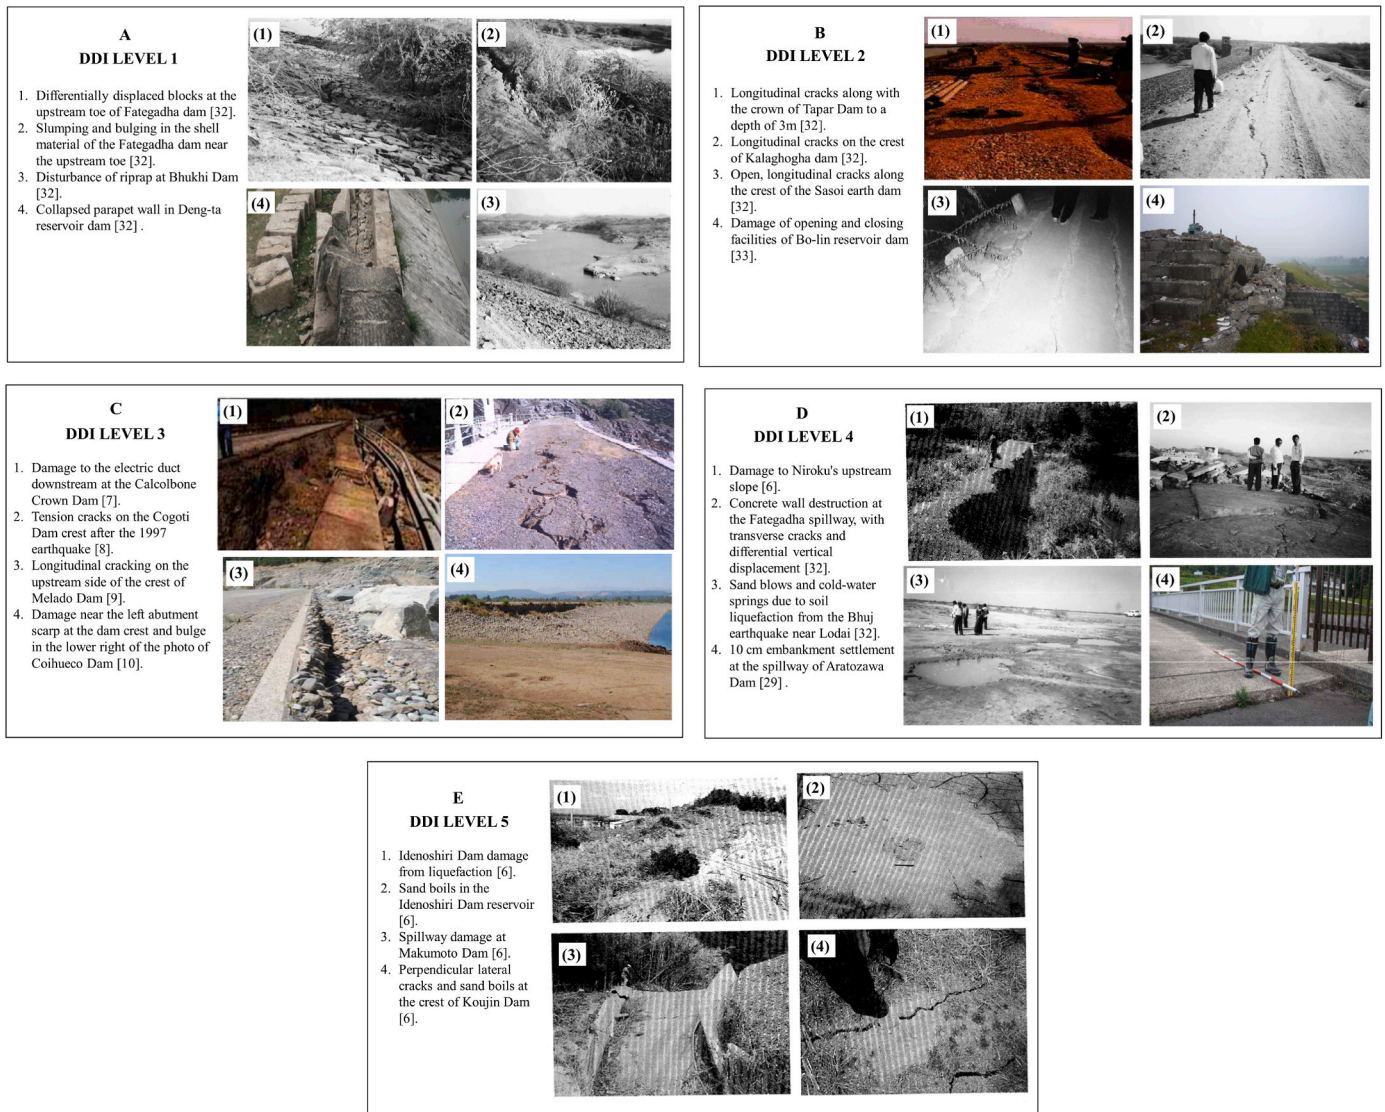 A
DDI LEVEL 1
1. Differentially displaced blocks at the
upstream toe of Fategadha dam [32].
2. Slumping and bulging in the shell
material of the Fategadha dam near
the upstream toe [32].
3. Disturbance of riprap at Bhukhi Dam
[32].
4. Collapsed parapet wall in Deng-ta
reservoir dam [32] .
(1)
(2)
(4)
(3)
B
DDI LEVEL 2
1. Longitudinal cracks along with
the crown of Tapar Dam to a
depth of 3m [32].
2. Longitudinal cracks on the crest
of Kalaghogha dam [32].
3. Open, longitudinal cracks along
the crest of the Sasoi earth dam
[32].
4. Damage of opening and closing
facilities of Bo-lin reservoir dam
[33].
(1)
(2)
(3)
(4)
C
DDI LEVEL 3
1. Damage to the electric duct
downstream at the Calcolbone
Crown Dam [7].
2. Tension cracks on the Cogoti
Dam crest after the 1997
earthquake [8].
3. Longitudinal cracking on the
upstream side of the crest of
Melado Dam [9].
4. Damage near the left abutment
scarp at the dam crest and bulge
in the lower right of the photo of
Coihueco Dam [10].
(1)
(2)
(3)
(4)
D
DDI LEVEL 4
1. Damage to Niroku's upstream
slope [6].
2. Concrete wall destruction at
the Fategadha spillway, with
transverse cracks and
differential vertical
displacement [32].
3. Sand blows and cold-water
springs due to soil
liquefaction from the Bhuj
earthquake near Lodai [32].
4. 10 cm embankment settlement
at the spillway of Aratozawa
Dam [29] .
(1)
(2)
(3)
(4)
E
DDI LEVEL 5
1. Idenoshiri Dam damage
from liquefaction [6].
2. Sand boils in the
Idenoshiri Dam reservoir
[6].
3. Spillway damage at
Makumoto Dam [6].
4. Perpendicular lateral
cracks and sand boils at
the crest of Koujin Dam
[6].
(1)
(2)
(3)
(4)